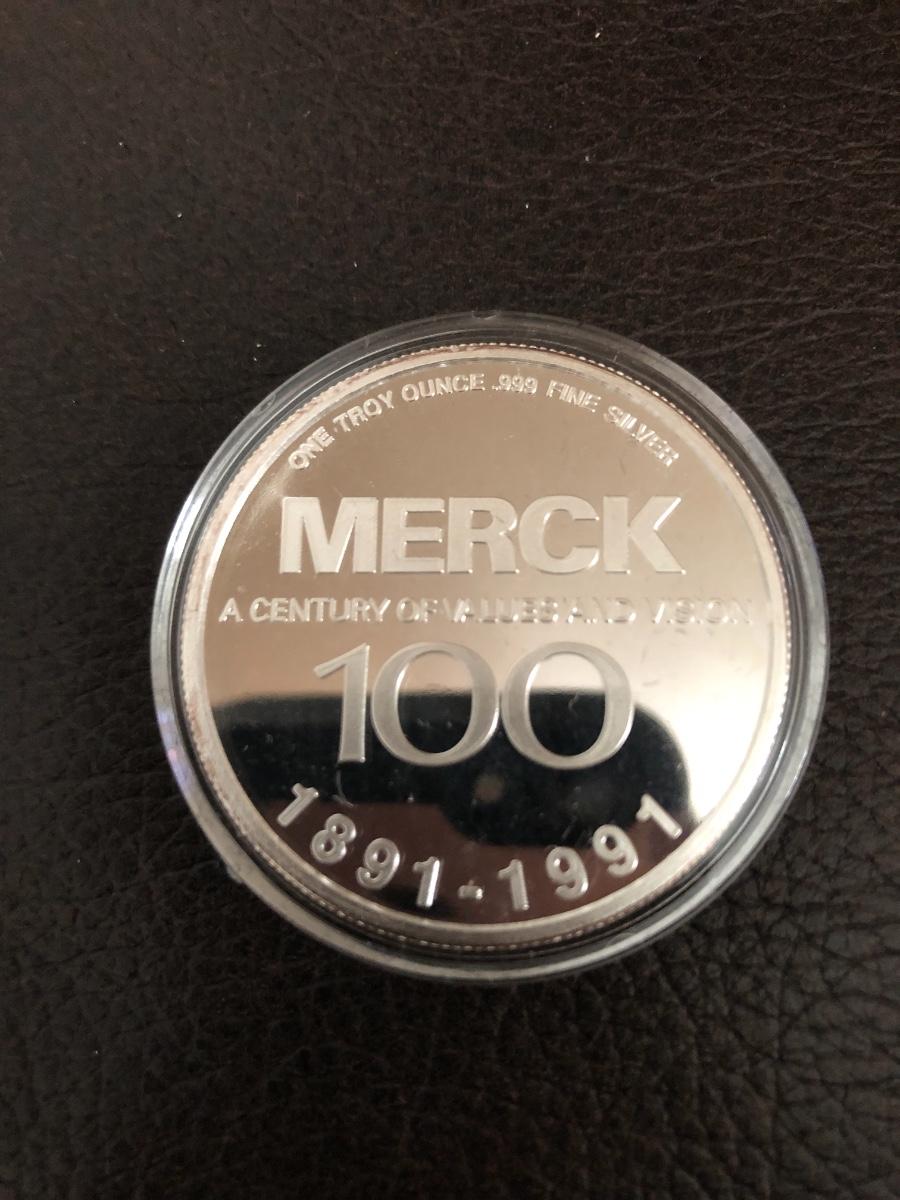 ONE TROY OUNCE .999 FINE SILVER
MERCK
A CENTURY OF VALUES AND VISION
100
1891-1991